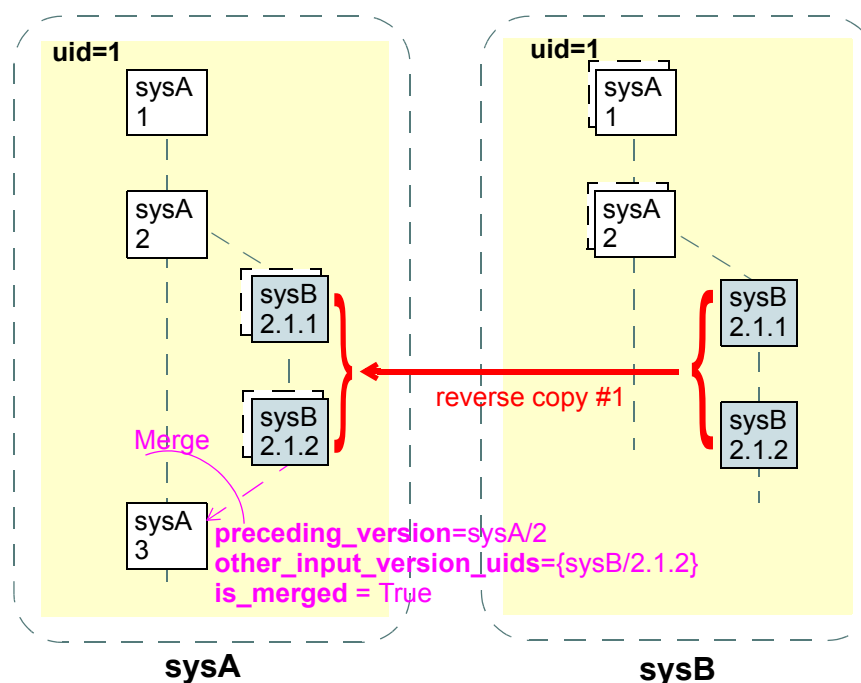 uid=1
sysA
1
sysA
2
sysB
2.1.1
sysB
2.1.2
Merge
sysA
3
preceding_version=sysA/2
other_input_version_uids={sysB/2.1.2}
is_merged = True
sysA
reverse copy #1
uid=1
sysA
1
sysA
2
sysB
2.1.1
sysB
2.1.2
sysB